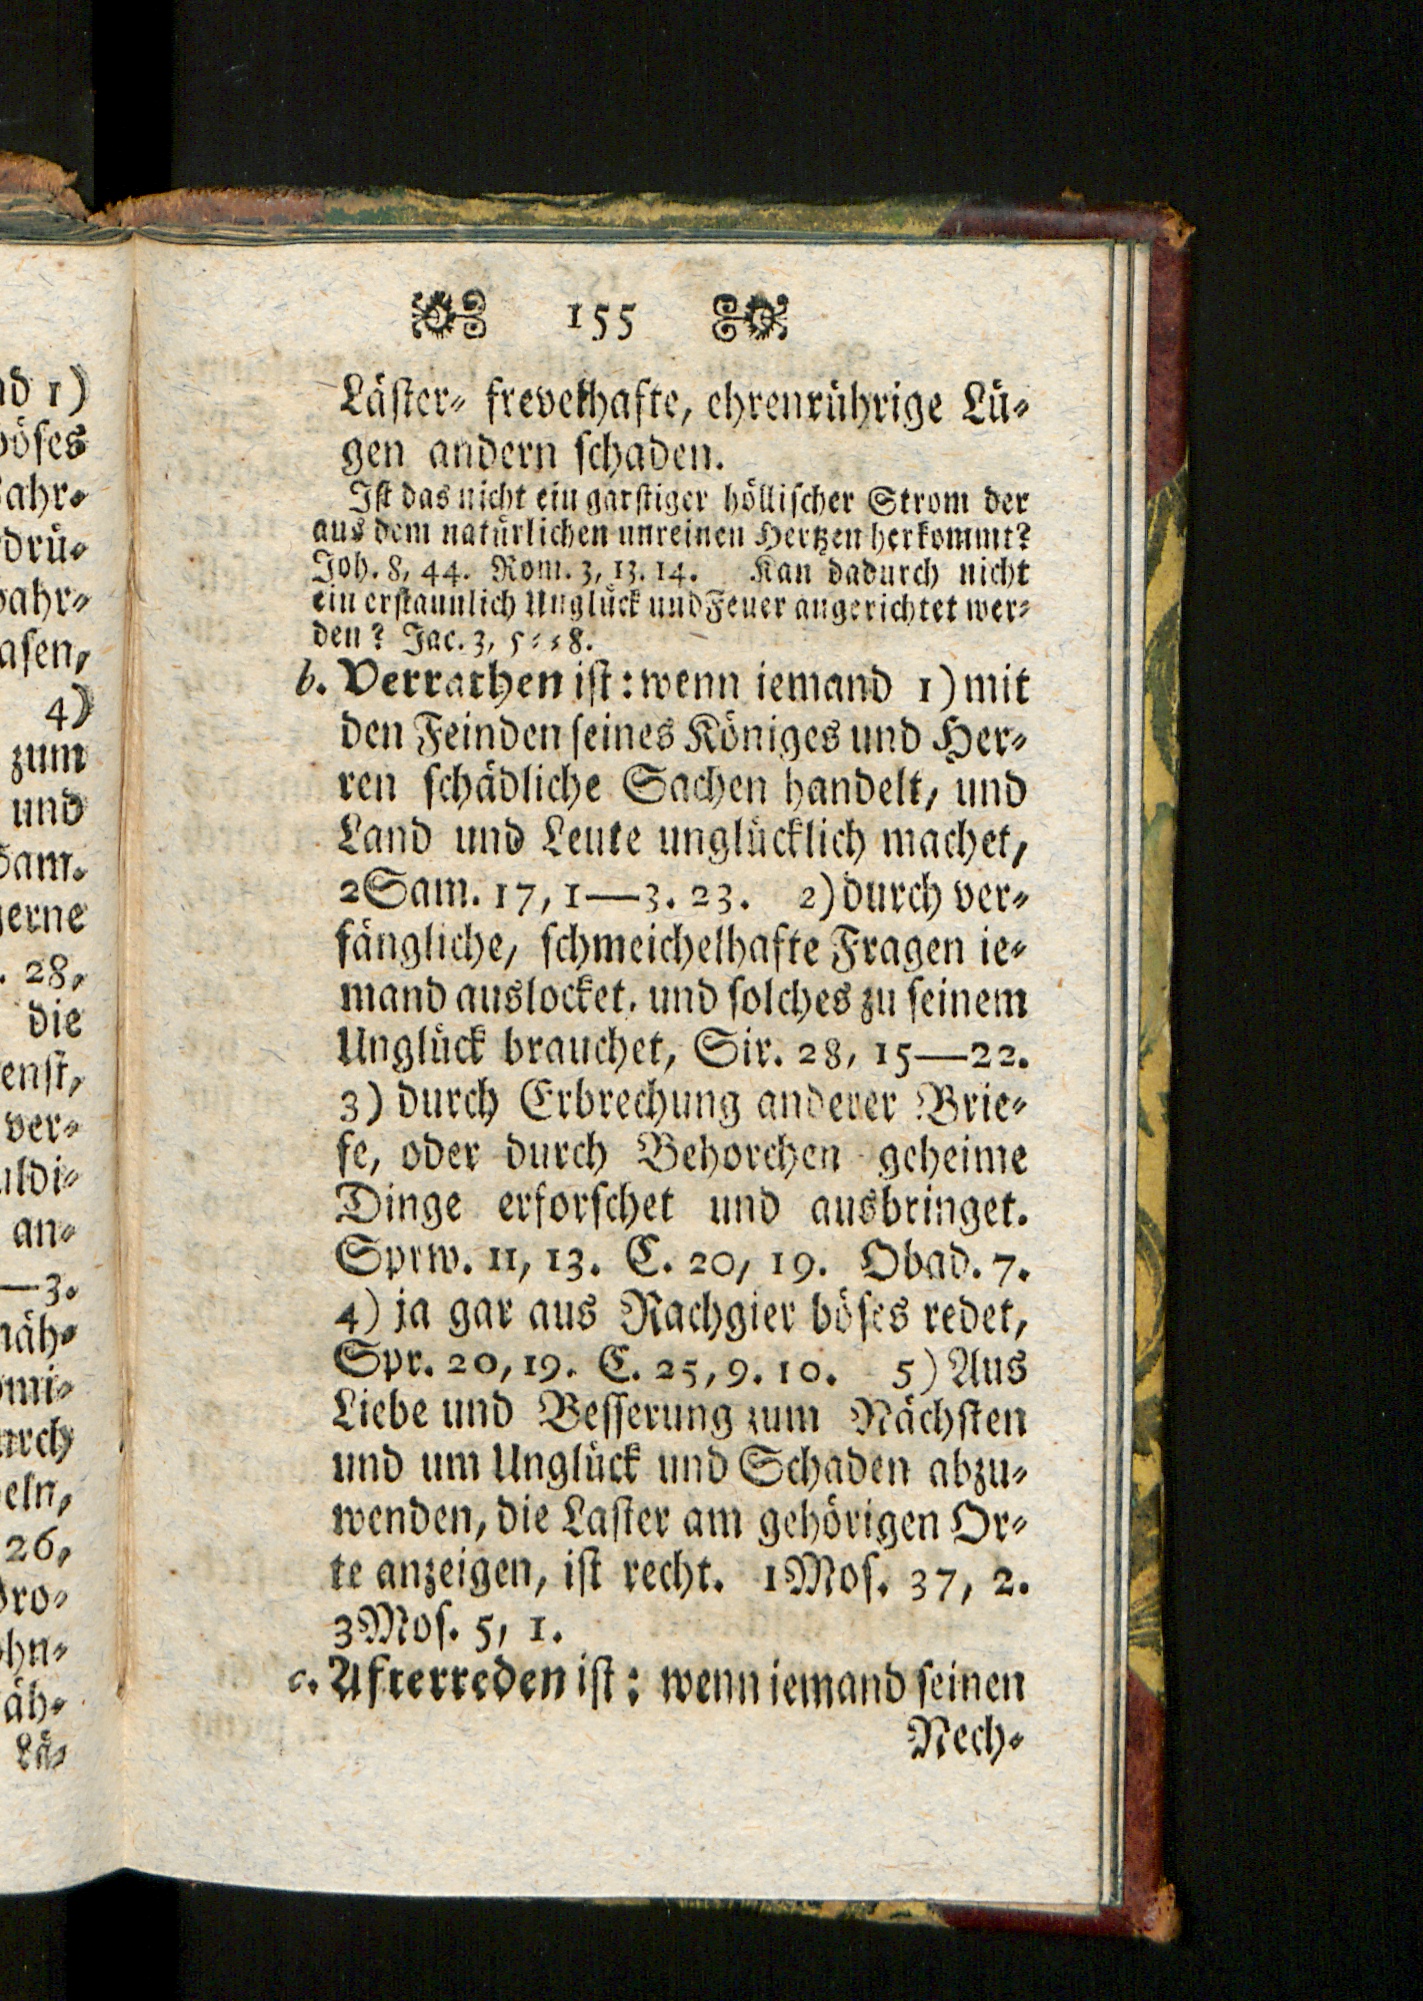 155
Läster- frevelhafte, ehrenrührige Lü-
gen andern schaden.
Ist das nicht ein garstiger höllischer Strom der
aus dem natürlichen unreinen Hertzen herkommt?
Joh. 8, 44. Rom. 3, 13. 14. Kan dadurch nicht
ein erstaunlich Unglück und Feuer angerichtet wer-
den? Jac. 3, 5--8.
b. Verrathen ist: wenn iemand 1) mit
den Feinden seines Königes und Her-
ren schädliche Sachen handelt, und
Land und Leute unglücklich machet,
2 Sam. 17, 1—3. 23. 2) durch ver-
fängliche, schmeichelhafte Fragen ie-
mand auslocket, und solches zu seinem
Unglück brauchet, Sir. 28, 15—22.
3) durch Erbrechung anderer Brie-
fe, oder durch Behorchen geheime
Dinge erforschet und ausbringet.
Sprw. 11, 13. C. 20, 19. Obad. 7.
4) ja gar aus Rachgier böses redet,
Spr. 20, 19. C. 25, 9. 10. 5) Aus
Liebe und Besserung zum Nächsten
und um Unglück und Schaden abzu-
wenden, die Laster am gehörigen Or-
te anzeigen, ist recht. 1 Mos. 37, 2.
3 Mos. 5, 1.
c. Afterreden ist: wenn iemand seinen
Nech-